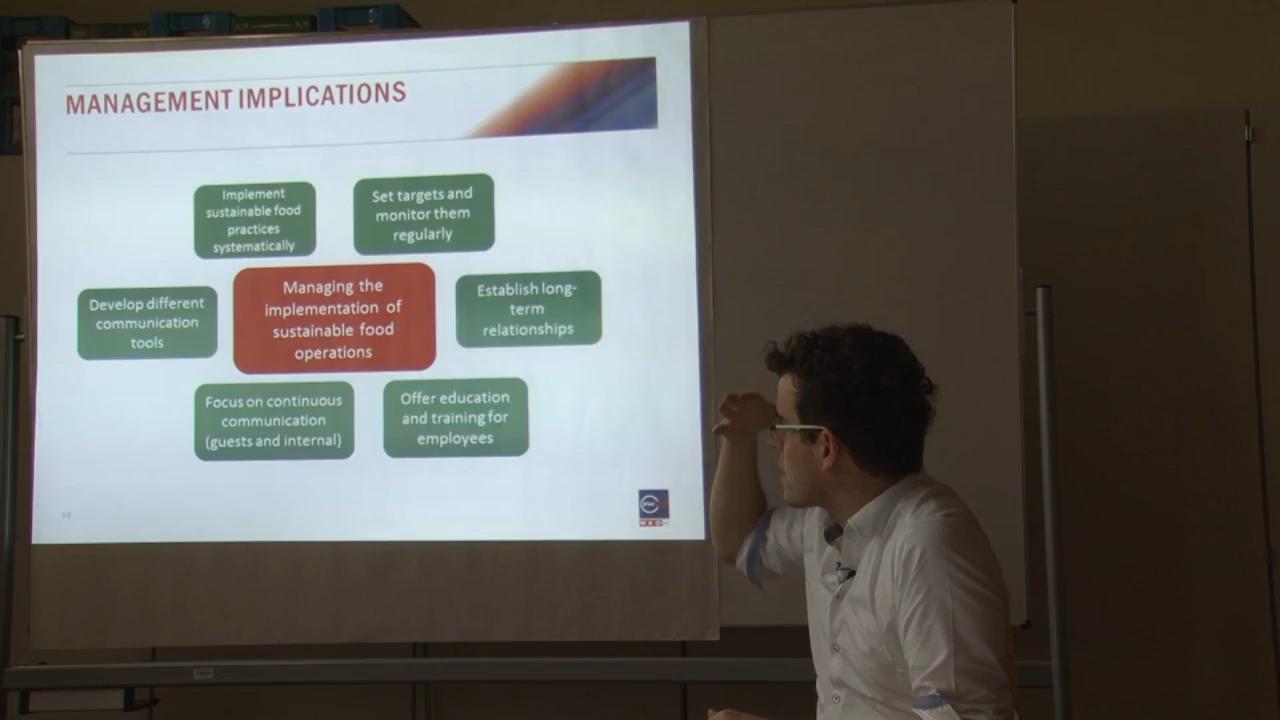 MANAGEMENT IMPLICATIONS
Implement
sustainable food
practices
systematically
Set targets and
monitor them
regularly
Develop different
communication
tools
Managing the
implementation of
sustainable food
operations
Establish long-
term
relationships
Focus on continuous
communication
(guests and internal)
Offer education
and training for
employees